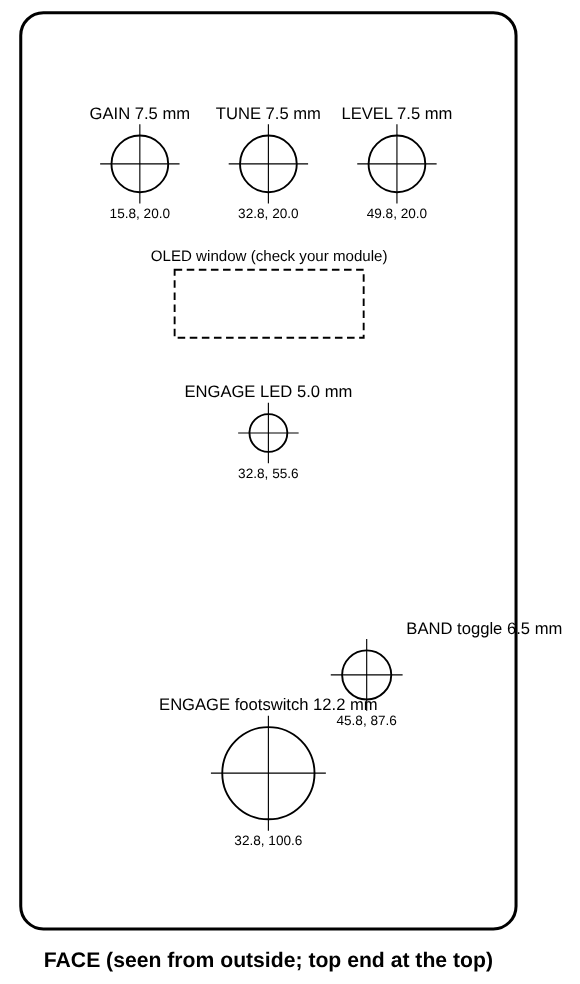 GAIN 7.5 mm TUNE 7.5 mm LEVEL 7.5 mm
15.8, 20.0 32.8, 20.0 49.8, 20.0
OLED window (check your module)
ENGAGE LED 5.0 mm
32.8, 55.6
BAND toggle 6.5 mm
ENGAGE footswitch 12.2 mm
45.8, 87.6
32.8, 100.6
FACE (seen from outside; top end at the top)